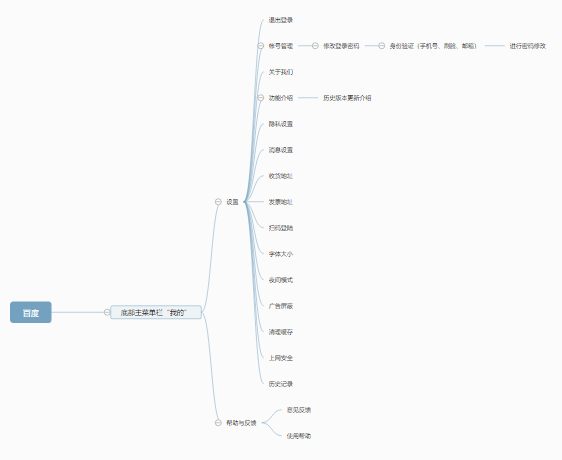 退出登录
帐号管理 修改登录密码 身份验证（手机号、刷脸、邮箱） 进行密码修改
关于我们
功能介绍 历史版本更新介绍
隐私设置
消息设置
收货地址
设置 发票地址
扫码登陆
字体大小
夜间模式
广告屏蔽
百度 底部主菜单栏“我的”
清理缓存
上网安全
历史记录
意见反馈
帮助与反馈
使用帮助